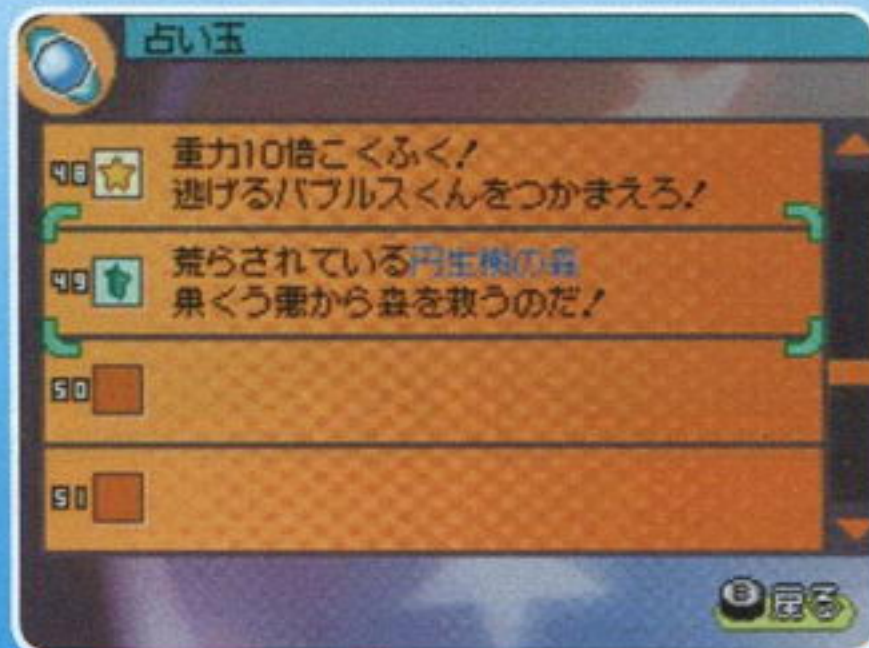 占い玉
48 重力10倍こくふく!
逃げるバブルスくんをつかまえろ!
49 荒らされている円生樹の森
巣くう悪から森を救うのだ!
50
51
B 戻る